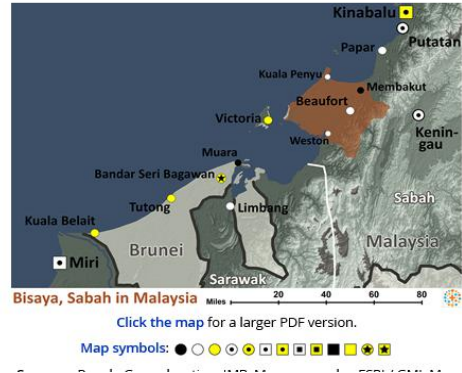 Kinabalu
Putatan
Papar
Kuala Penyu
Membakut
Beaufort
Victoria
Kenin-
gau
Weston
Muara
Bandar Seri Bagawan
Sabah
Tutong
Limbang
Kuala Belait
Malaysia
Brunei
Miri
Sarawak
Bisaya, Sabah in Malaysia Miles 0 20 40 60 80
Click the map for a larger PDF version.
Map symbols: